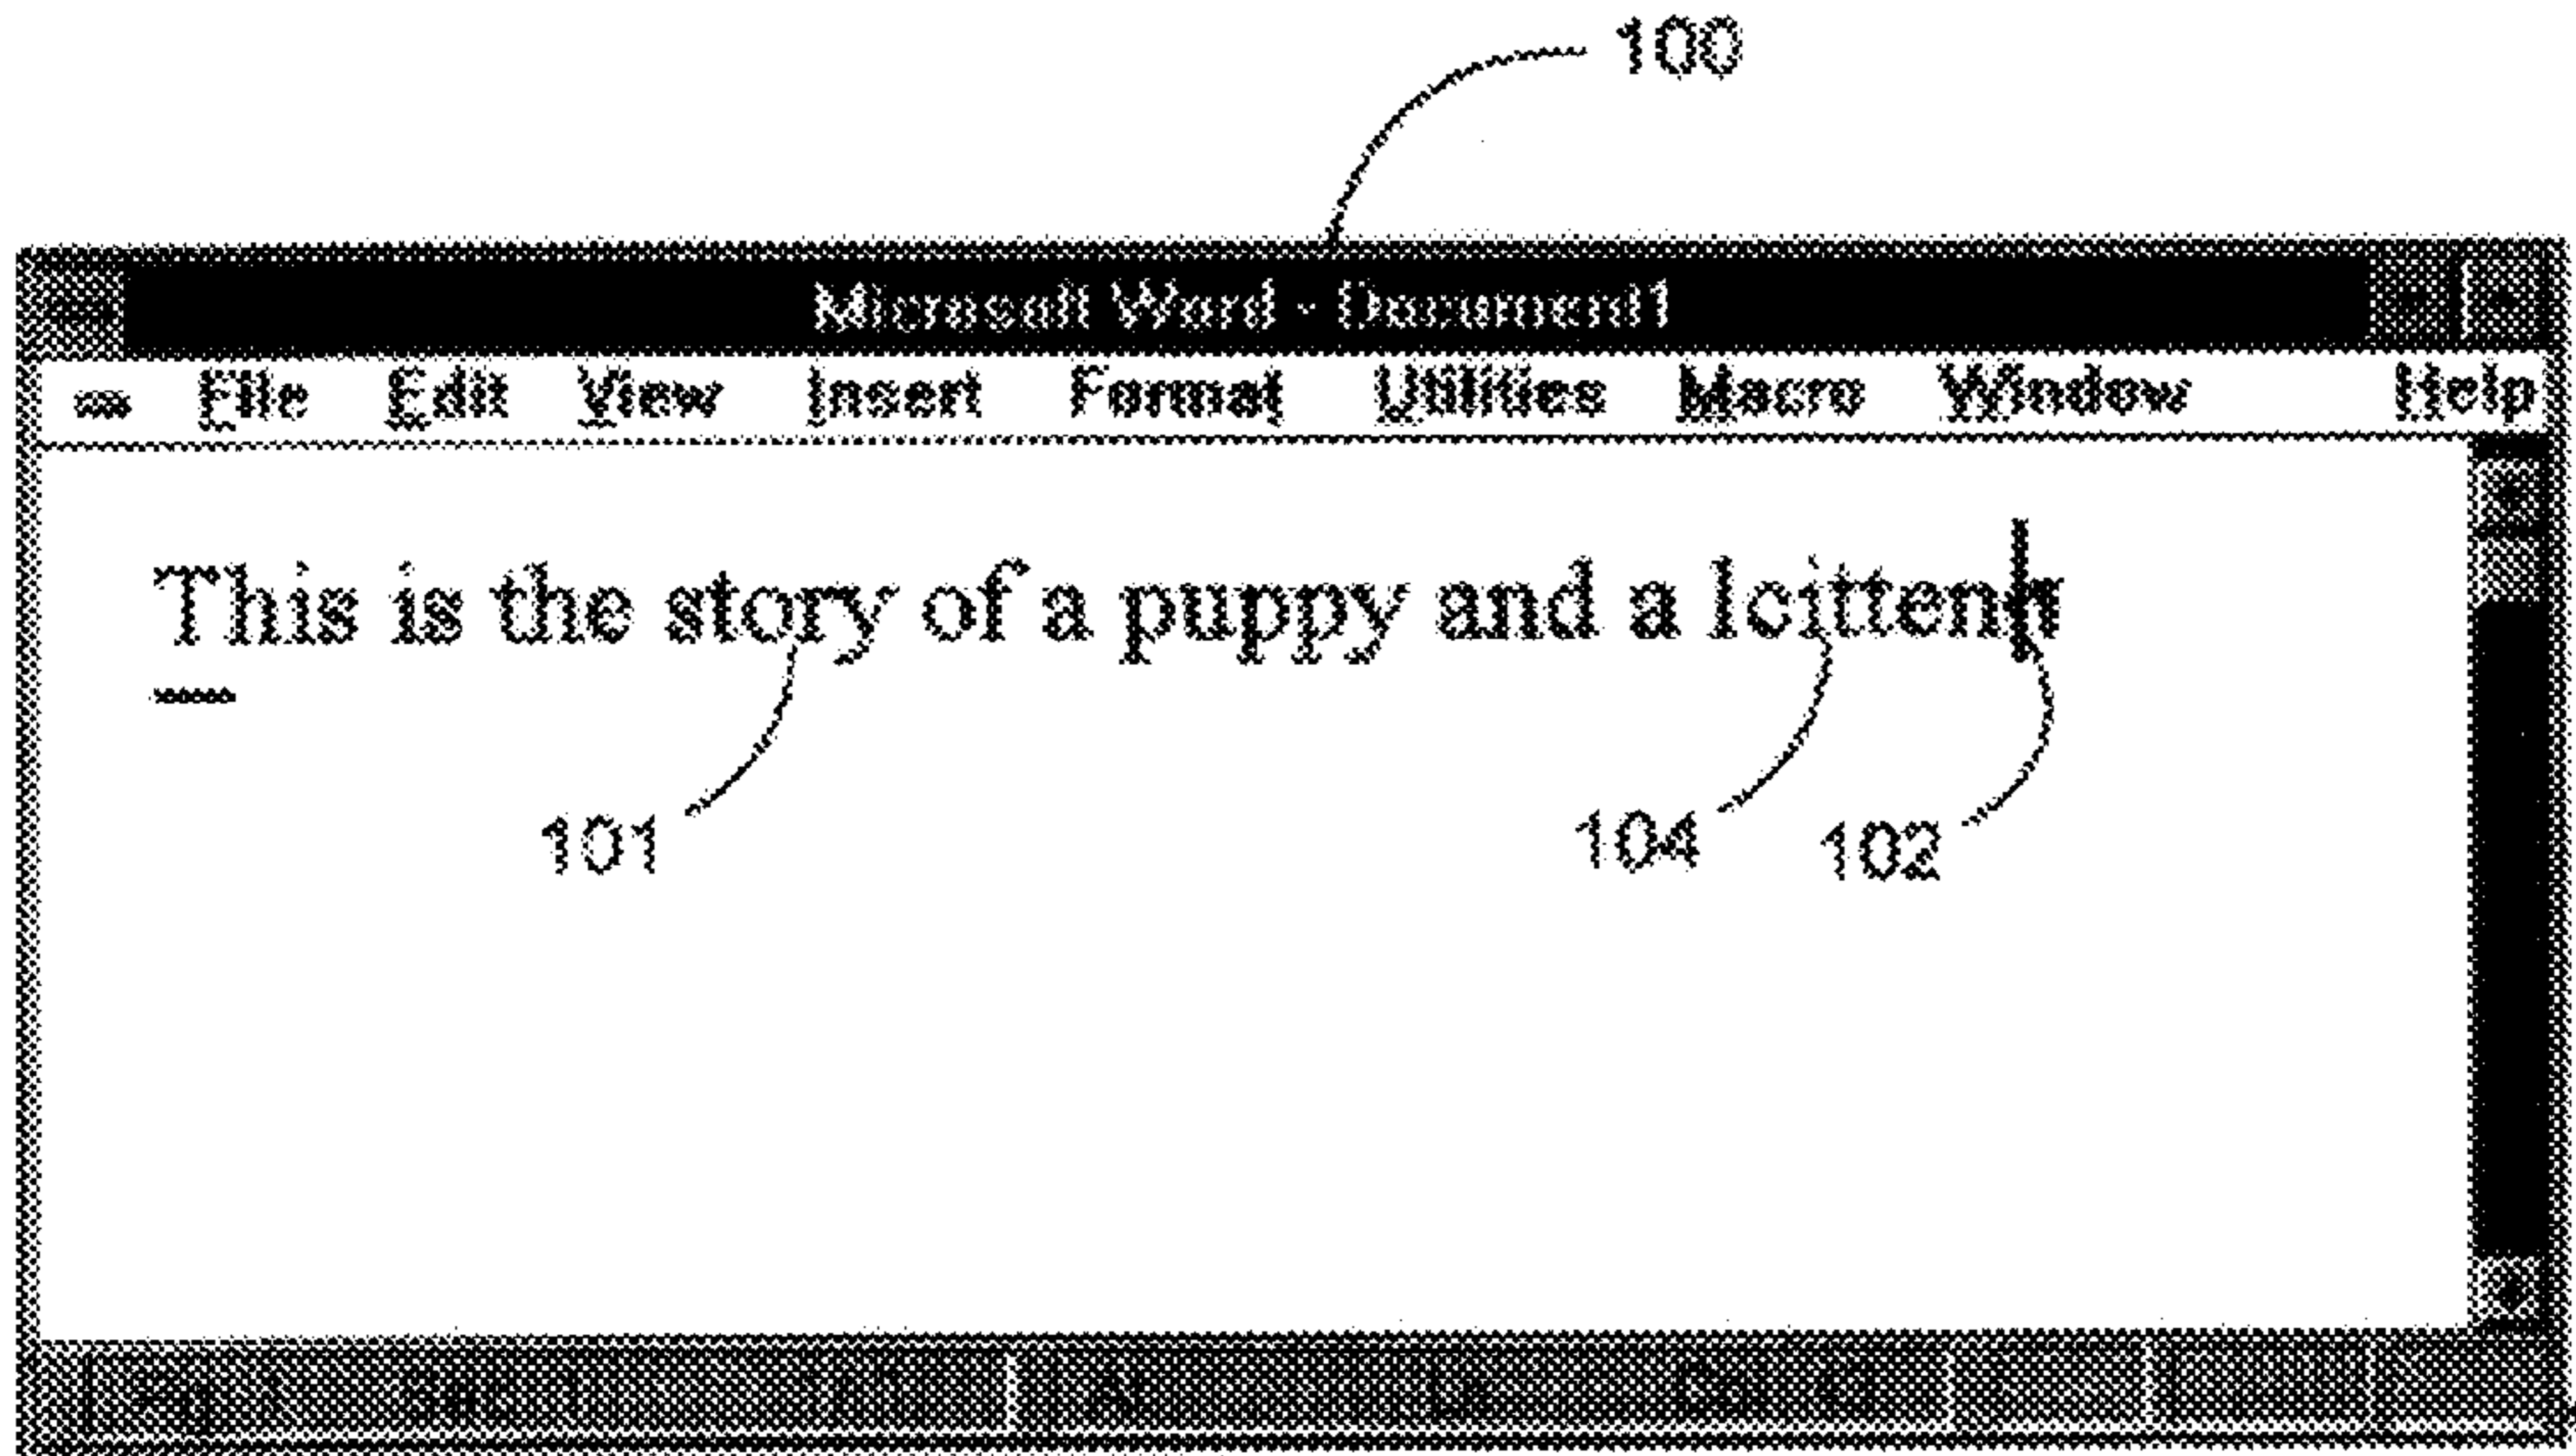 100
Microsoft Word - Document1
File Edit View Insert Format Utilities Macro Window Help
This is the story of a puppy and a lcitten
101 104 102